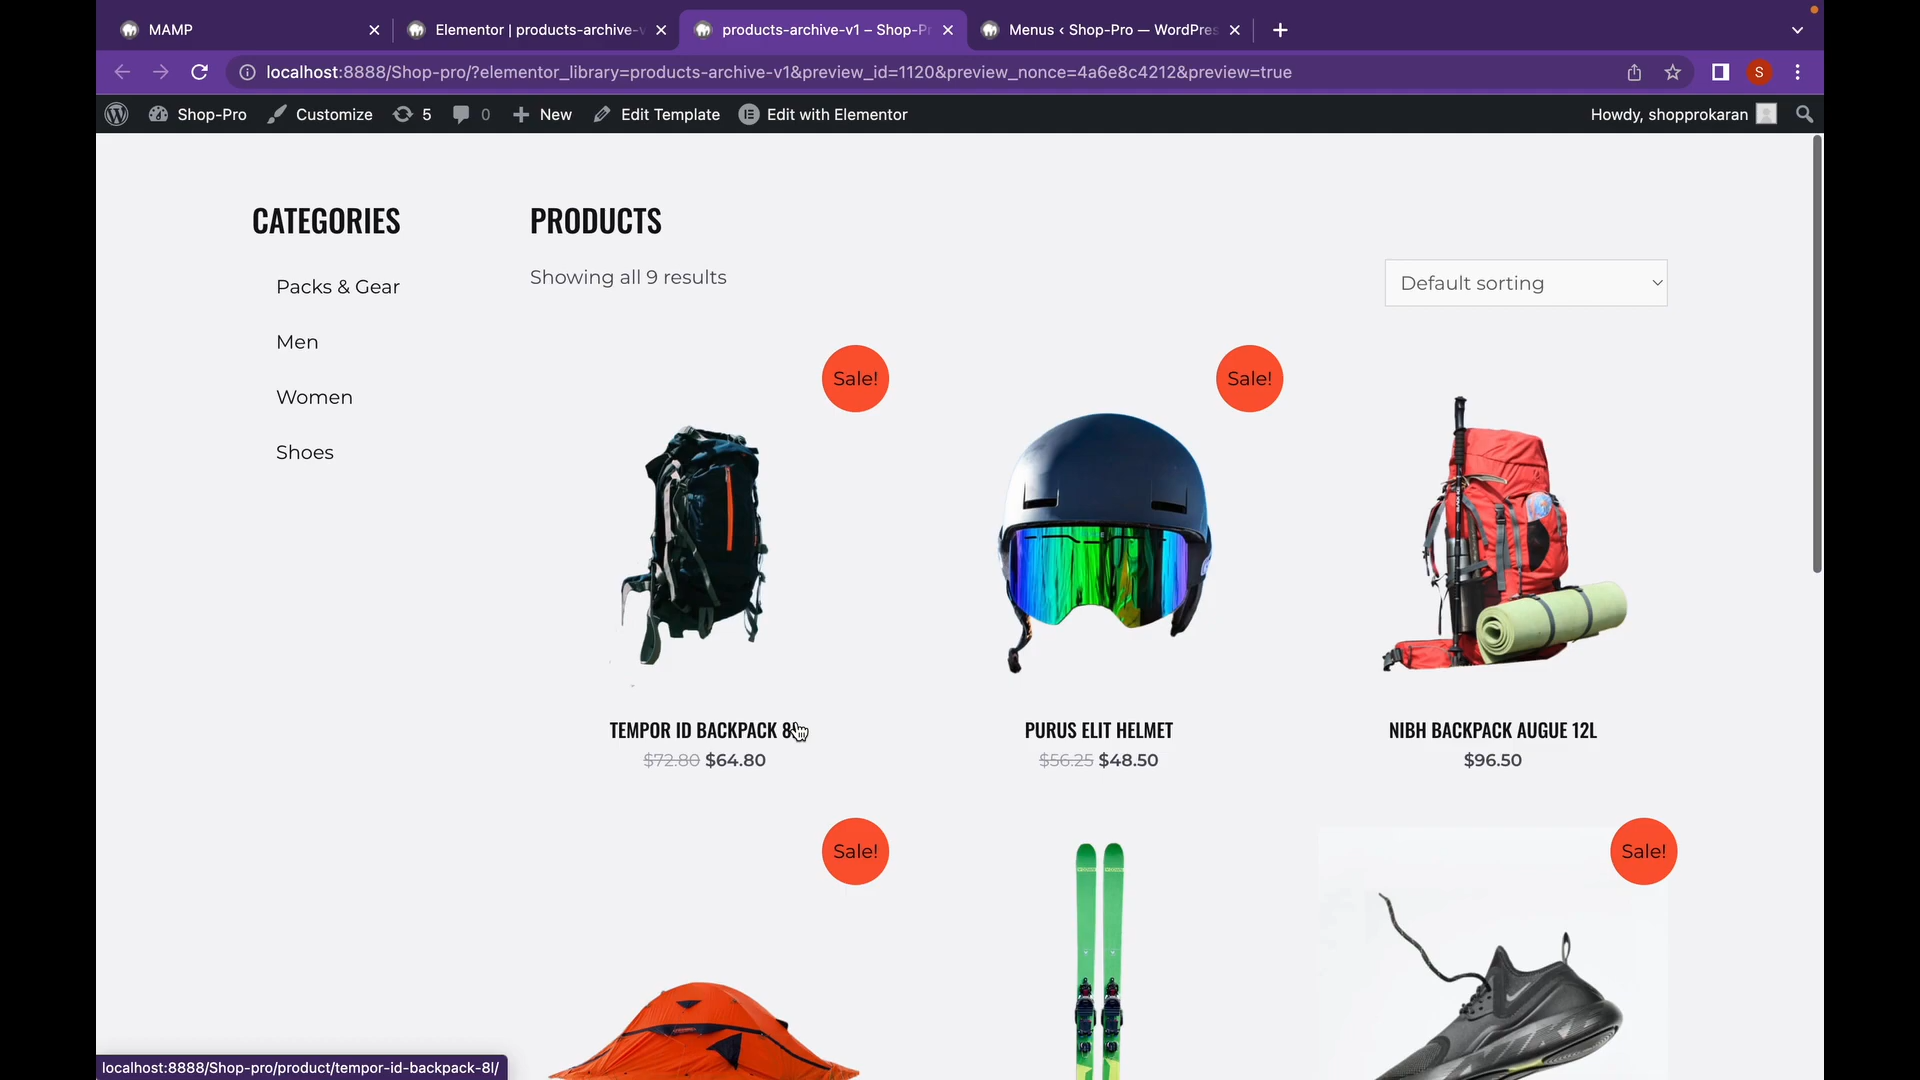 MAMP
Elementor | products-archive-v
products-archive-v1 – Shop-Pr
Menus ‹ Shop-Pro — WordPres
localhost:8888/Shop-pro/?elementor_library=products-archive-v1&preview_id=1120&preview_nonce=4a6e8c4212&preview=true
S
Shop-Pro
Customize
5
0
New
Edit Template
Edit with Elementor
Howdy, shopprokaran
CATEGORIES
Packs & Gear
Men
Women
Shoes
PRODUCTS
Showing all 9 results
Default sorting
Sale!
Sale!
TEMPOR ID BACKPACK 8
$72.80 $64.80
PURUS ELIT HELMET
$56.25 $48.50
NIBH BACKPACK AUGUE 12L
$96.50
Sale!
Sale!
localhost:8888/Shop-pro/product/tempor-id-backpack-8l/